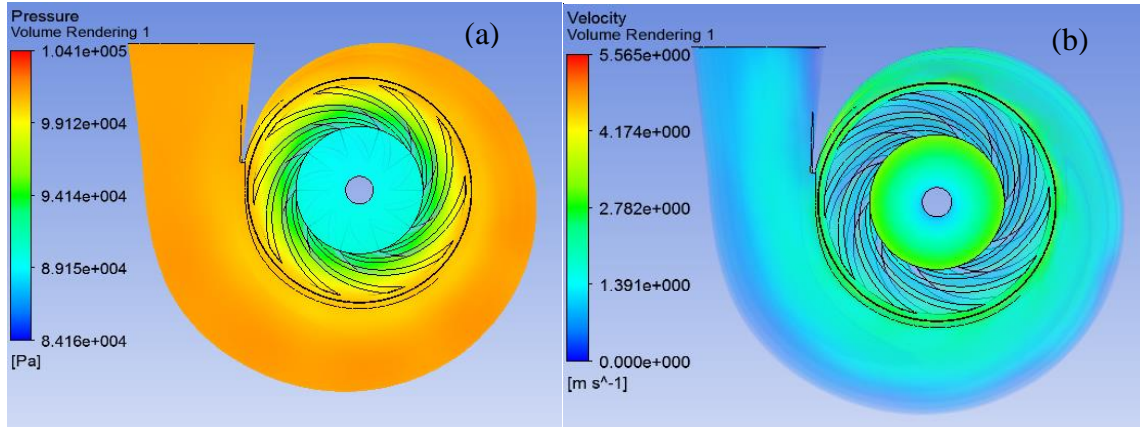 Pressure
Volume Rendering 1
1.041e+005
9.912e+004
9.414e+004
8.915e+004
8.416e+004
[Pa]
(a)
Velocity
Volume Rendering 1
5.565e+000
4.174e+000
2.782e+000
1.391e+000
0.000e+000
[m s^-1]
(b)